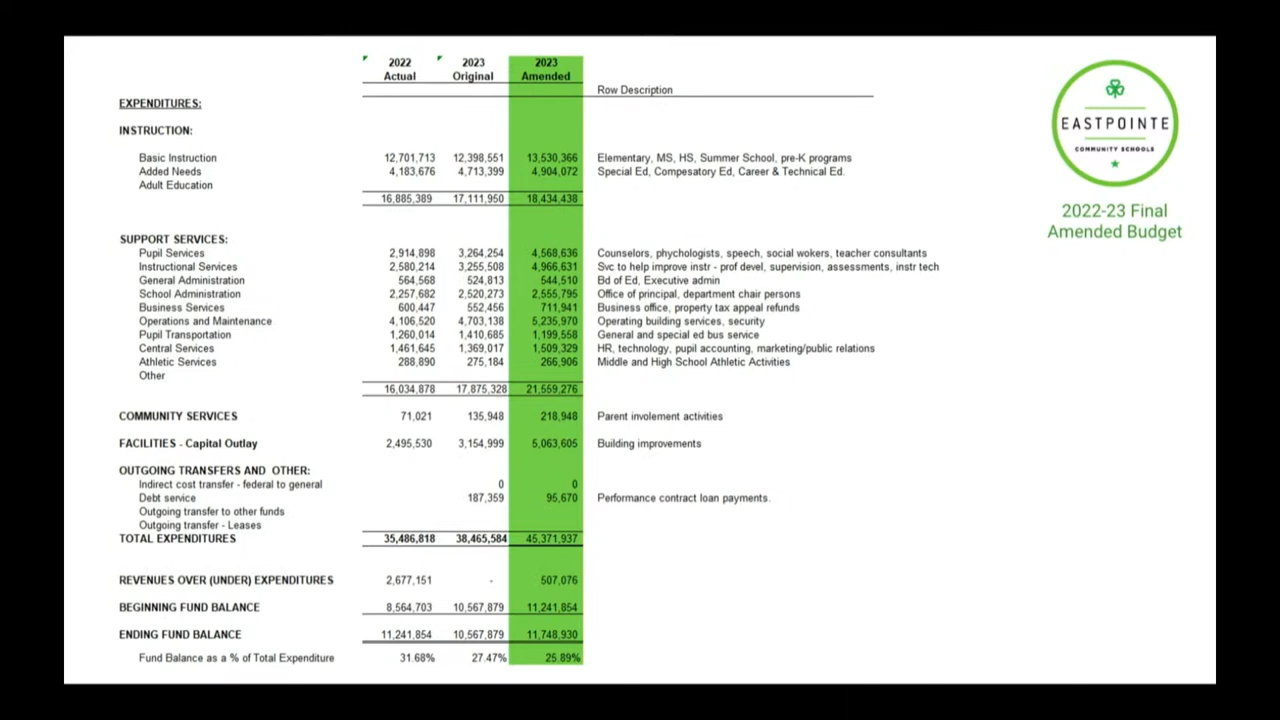 2022 2023 2023
Actual Original Amended
Row Description
EXPENDITURES:
INSTRUCTION:
Basic Instruction 12,701,713 12,398,551 13,530,366 Elementary, MS, HS, Summer School, pre-K programs
Added Needs 4,183,676 4,713,399 4,904,072 Special Ed, Compesatory Ed, Career & Technical Ed.
Adult Education
16,885,389 17,111,950 18,434,438
SUPPORT SERVICES:
Pupil Services 2,914,898 3,264,254 4,568,636 Counselors, phychologists, speech, social wokers, teacher consultants
Instructional Services 2,580,214 3,255,508 4,966,631 Svc to help improve instr - prof devel, supervision, assessments, instr tech
General Administration 564,568 524,813 544,510 Bd of Ed, Executive admin
School Administration 2,257,682 2,520,273 2,555,795 Office of principal, department chair persons
Business Services 600,447 552,456 711,941 Business office, property tax appeal refunds
Operations and Maintenance 4,106,520 4,703,138 5,235,970 Operating building services, security
Pupil Transportation 1,260,014 1,410,685 1,199,558 General and special ed bus service
Central Services 1,461,645 1,369,017 1,509,329 HR, technology, pupil accounting, marketing/public relations
Athletic Services 288,890 275,184 266,906 Middle and High School Athletic Activities
Other
16,034,878 17,875,328 21,559,276
COMMUNITY SERVICES 71,021 135,948 218,948 Parent involement activities
FACILITIES - Capital Outlay 2,495,530 3,154,999 5,063,605 Building improvements
OUTGOING TRANSFERS AND OTHER:
Indirect cost transfer - federal to general 0 0
Debt service 187,359 95,670 Performance contract loan payments.
Outgoing transfer to other funds
Outgoing transfer - Leases
TOTAL EXPENDITURES 35,486,818 38,465,584 45,371,937
REVENUES OVER (UNDER) EXPENDITURES 2,677,151 - 507,076
BEGINNING FUND BALANCE 8,564,703 10,567,879 11,241,854
ENDING FUND BALANCE 11,241,854 10,567,879 11,748,930
Fund Balance as a % of Total Expenditure 31.68% 27.47% 25.89%
EASTPOINTE
COMMUNITY SCHOOLS
2022-23 Final
Amended Budget